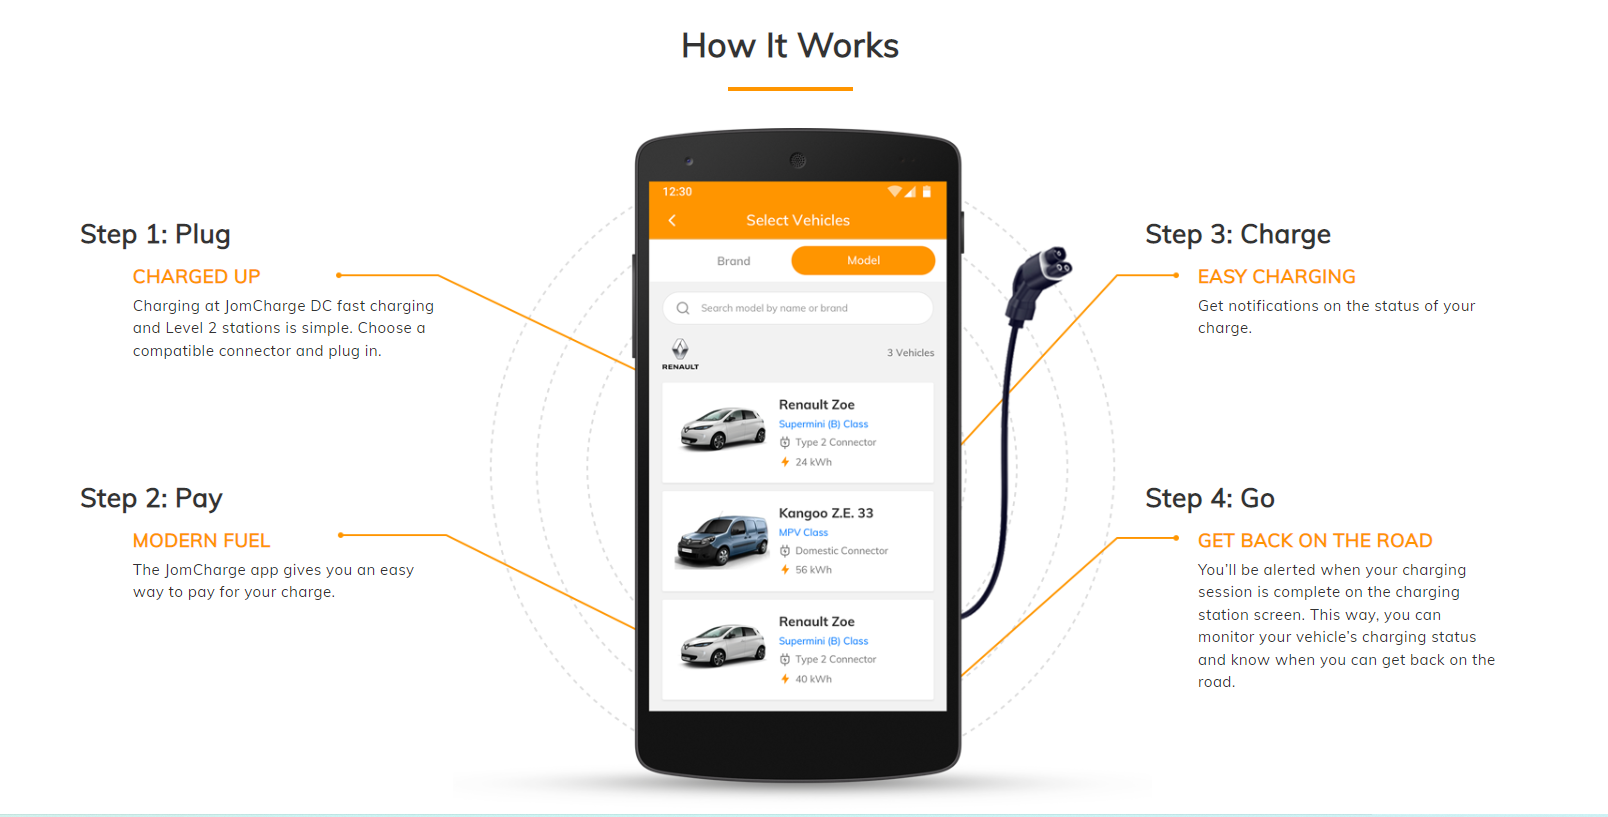 How It Works
Step 1: Plug
CHARGED UP
Charging at JomCharge DC fast charging
and Level 2 stations is simple. Choose a
compatible connector and plug in.
Step 2: Pay
MODERN FUEL
The JomCharge app gives you an easy
way to pay for your charge.
12:30
Select Vehicles
Brand
Model
Search model by name or brand
RENAULT
3 Vehicles
Renault Zoe
Supermini (B) Class
Type 2 Connector
24 kWh
Kangoo Z.E. 33
MPV Class
Domestic Connector
56 kWh
Renault Zoe
Supermini (B) Class
Type 2 Connector
40 kWh
Step 3: Charge
EASY CHARGING
Get notifications on the status of your
charge.
Step 4: Go
GET BACK ON THE ROAD
You’ll be alerted when your charging
session is complete on the charging
station screen. This way, you can
monitor your vehicle’s charging status
and know when you can get back on the
road.